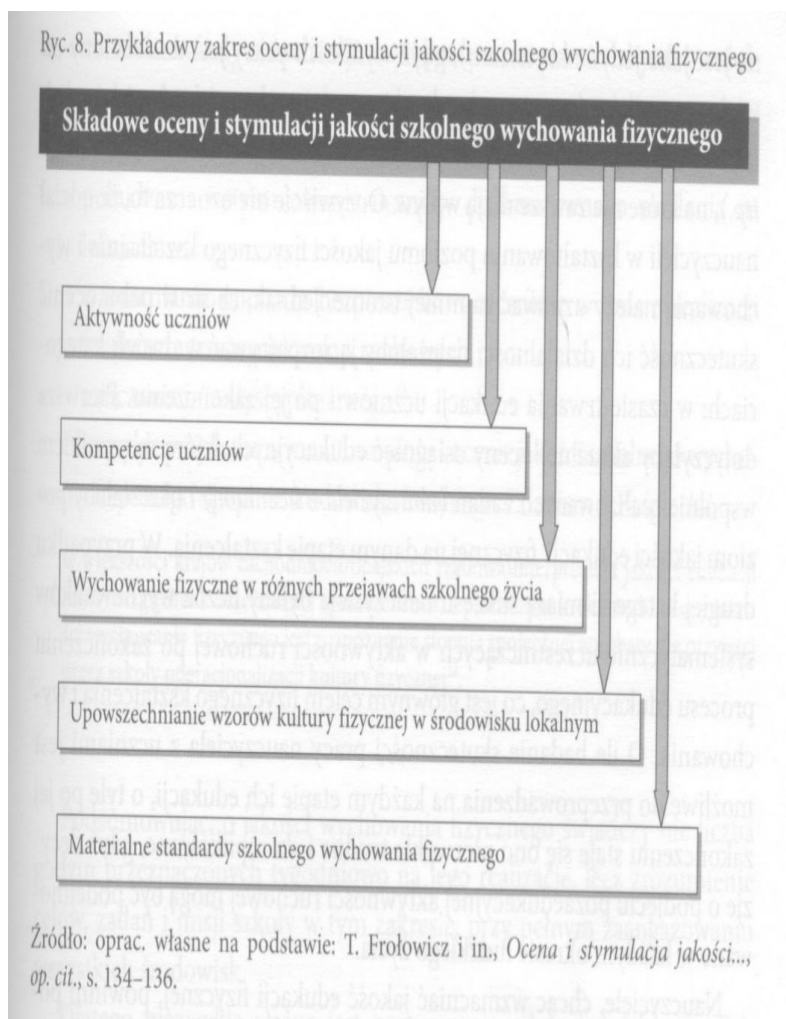 Ryc. 8. Przykładowy zakres oceny i stymulacji jakości szkolnego wychowania fizycznego
Składowe oceny i stymulacji jakości szkolnego wychowania fizycznego
Aktywność uczniów
Kompetencje uczniów
Wychowanie fizyczne w różnych przejawach szkolnego życia
Upowszechnianie wzorów kultury fizycznej w środowisku lokalnym
Materialne standardy szkolnego wychowania fizycznego
Źródło: oprac. własne na podstawie: T. Frołowicz i in., Ocena i stymulacja jakości...,
op. cit., s. 134–136.